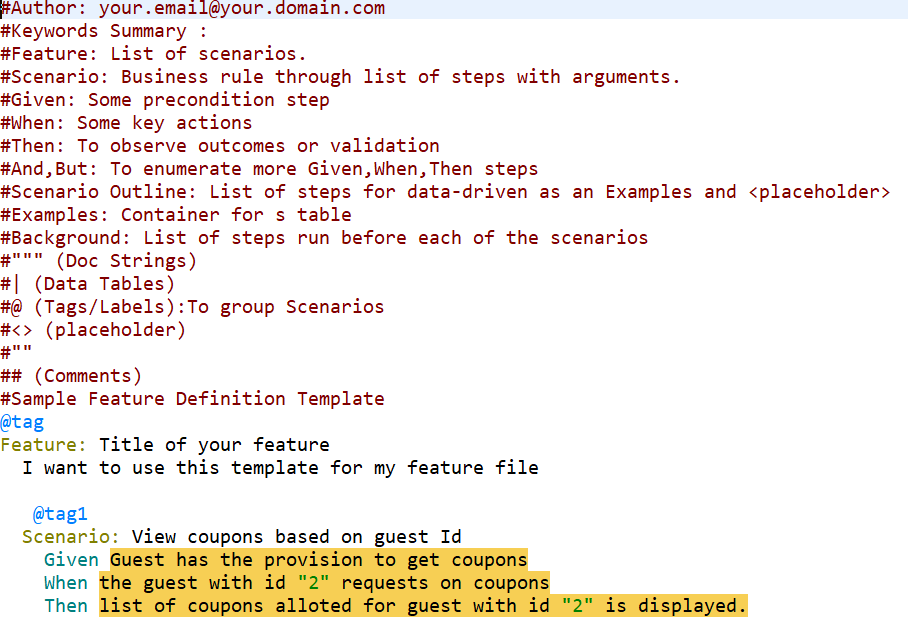 #Author: your.email@your.domain.com
#Keywords Summary :
#Feature: List of scenarios.
#Scenario: Business rule through list of steps with arguments.
#Given: Some precondition step
#When: Some key actions
#Then: To observe outcomes or validation
#And,But: To enumerate more Given,When,Then steps
#Scenario Outline: List of steps for data-driven as an Examples and <placeholder>
#Examples: Container for s table
#Background: List of steps run before each of the scenarios
#""" (Doc Strings)
#| (Data Tables)
#@ (Tags/Labels):To group Scenarios
#<> (placeholder)
#""
## (Comments)
#Sample Feature Definition Template
@tag
Feature: Title of your feature
  I want to use this template for my feature file
   @tag1
  Scenario: View coupons based on guest Id
    Given Guest has the provision to get coupons
    When the guest with id "2" requests on coupons
    Then list of coupons alloted for guest with id "2" is displayed.